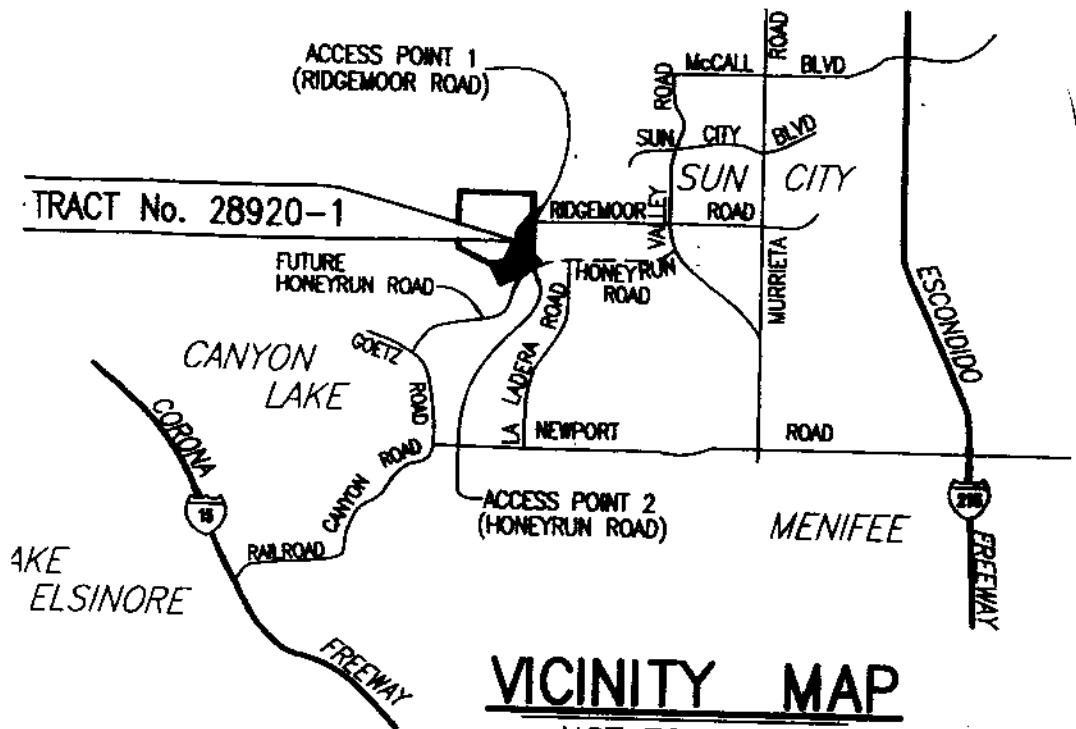 ACCESS POINT 1
(RIDGEMOOR ROAD)
ROAD
McCALL BLVD
ROAD
SUN CITY BLVD
SUN CITY
TRACT No. 28920-1
RIDGEMOOR ROAD
VALLEY
FUTURE
HONEYRUN ROAD
HONEYRUN
ROAD
MURRIETA
ESCONDIDO
GOETZ
ROAD
CANYON
LAKE
LA LADERA ROAD
CORONA
NEWPORT ROAD
15
RAILROAD CANYON ROAD
ACCESS POINT 2
(HONEYRUN ROAD)
MENIFEE
215
FREEWAY
AKE
ELSINORE
FREEWAY
VICINITY MAP